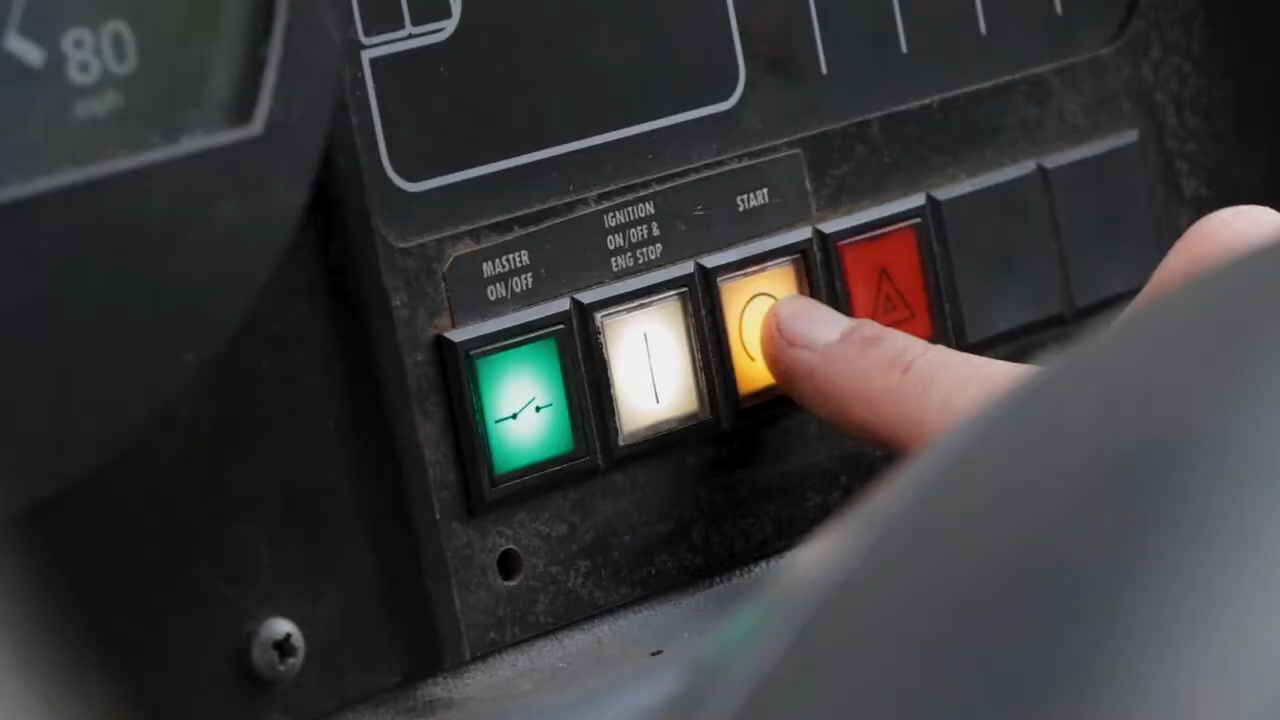 80
mph
MASTER
ON/OFF
IGNITION
ON/OFF &
ENG STOP
START